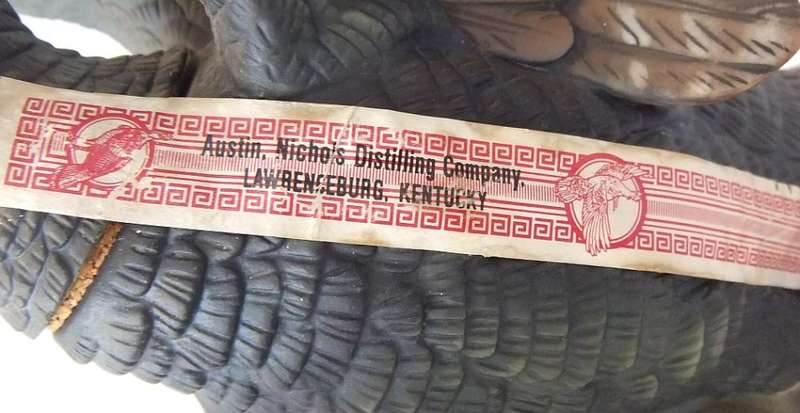 Austin, Nichols Distilling Company,
LAWRENCEBURG, KENTUCKY